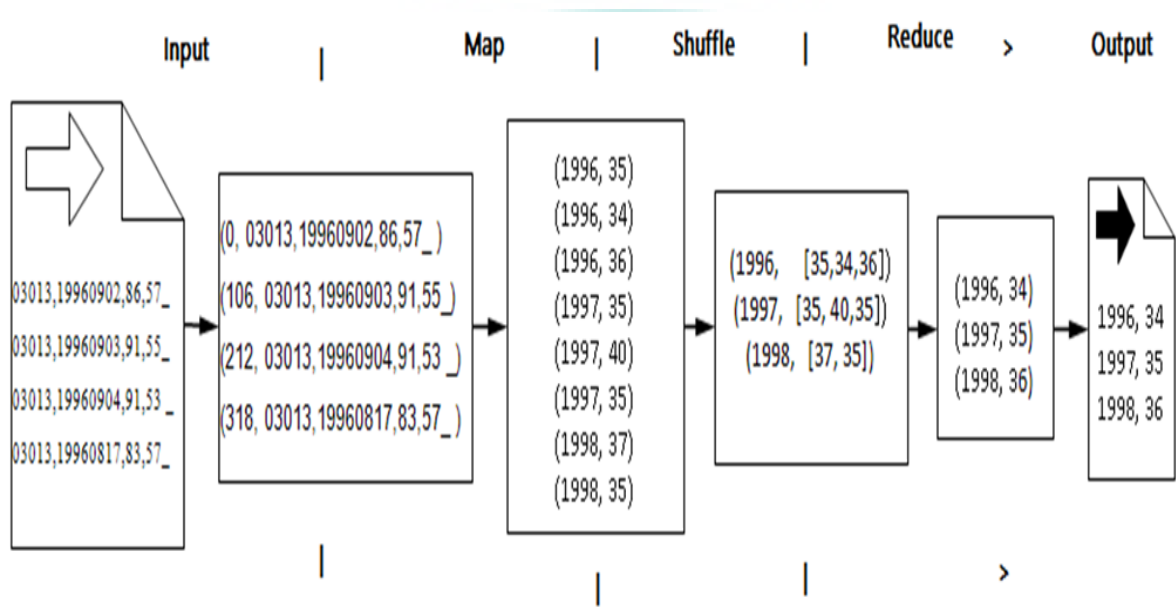 Input | Map | Shuffle | Reduce > Output
03013,19960902,86,57_
03013,19960903,91,55_
03013,19960904,91,53 _
03013,19960817,83,57_
(0, 03013,19960902,86,57_ )
(106, 03013,19960903,91,55_)
(212, 03013,19960904,91,53 _)
(318, 03013,19960817,83,57_ )
(1996, 35)
(1996, 34)
(1996, 36)
(1997, 35)
(1997, 40)
(1997, 35)
(1998, 37)
(1998, 35)
(1996, [35,34,36])
(1997, [35, 40,35])
(1998, [37, 35])
(1996, 34)
(1997, 35)
(1998, 36)
1996, 34
1997, 35
1998, 36
| | | >